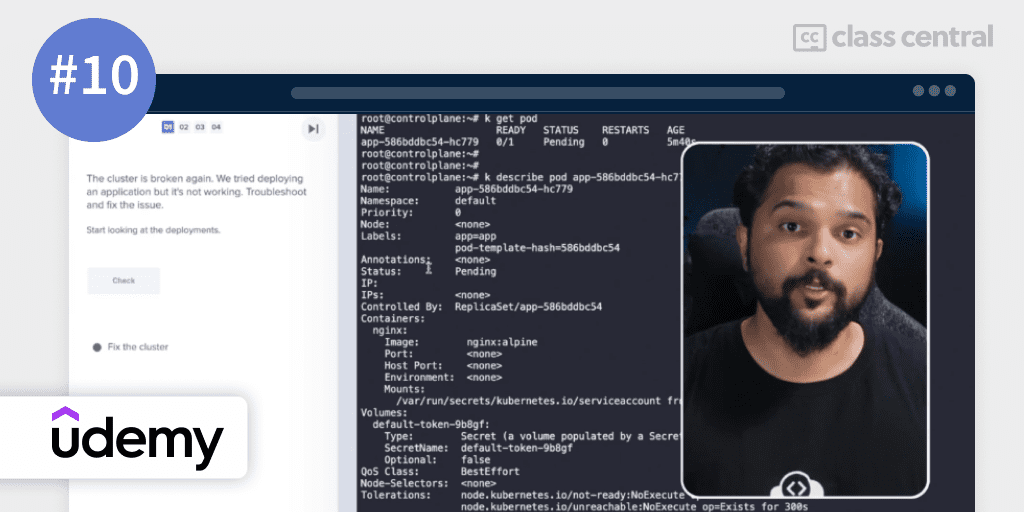 #10
class central
01 02 03 04
The cluster is broken again. We tried deploying
an application but it's not working. Troubleshoot
and fix the issue.
Start looking at the deployments.
Check
Fix the cluster
udemy
root@controlplane:~# k get pod
NAME READY STATUS RESTARTS AGE
app-586bddbc54-hc779 0/1 Pending 0 5m40s
root@controlplane:~#
root@controlplane:~#
root@controlplane:~# k describe pod app-586bddbc54-hc77
Name: app-586bddbc54-hc779
Namespace: default
Priority: 0
Node: <none>
Labels: app=app
pod-template-hash=586bddbc54
Annotations: <none>
Status: Pending
IP:
IPs: <none>
Controlled By: ReplicaSet/app-586bddbc54
Containers:
nginx:
Image: nginx:alpine
Port: <none>
Host Port: <none>
Environment: <none>
Mounts:
/var/run/secrets/kubernetes.io/serviceaccount
Volumes:
default-token-9b8gf:
Type: Secret (a volume populated by a Secret
SecretName: default-token-9b8gf
Optional: false
QoS Class: BestEffort
Node-Selectors: <none>
Tolerations: node.kubernetes.io/not-ready:NoExecute
node.kubernetes.io/unreachable:NoExecute op=Exists for 300s